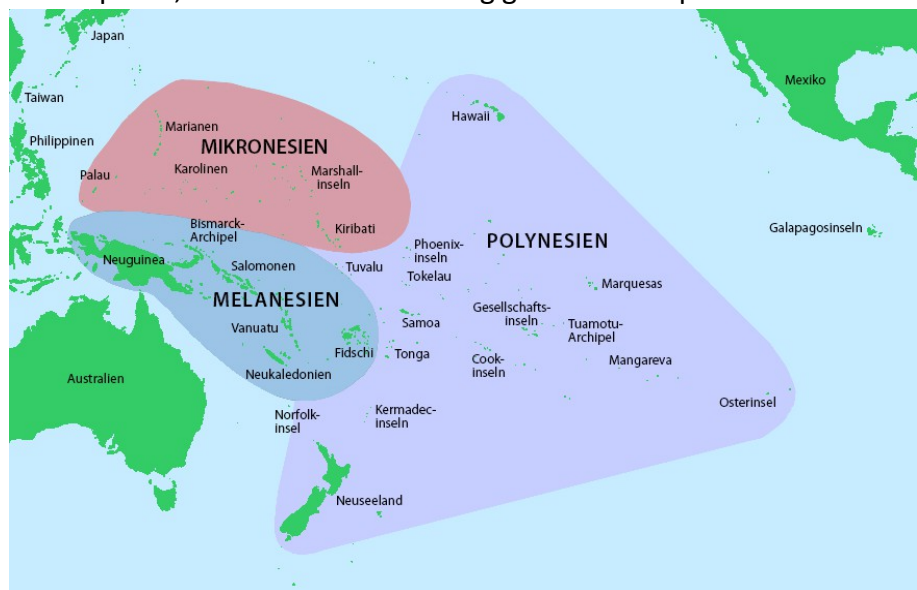 Japan
Mexiko
Taiwan
Hawaii
Marianen
Philippinen
MIKRONESIEN
Karolinen
Marshall-
inseln
Palau
Bismarck-
Archipel
Kiribati
Galapagosinseln
Phoenix-
inseln
POLYNESIEN
Neuguinea
Salomonen
Tuvalu
Tokelau
Marquesas
MELANESIEN
Gesellschafts-
inseln
Vanuatu
Samoa
Tuamotu-
Archipel
Fidschi
Tonga
Cook-
inseln
Mangareva
Australien
Neukaledonien
Osterinsel
Norfolk-
insel
Kermadec-
inseln
Neuseeland